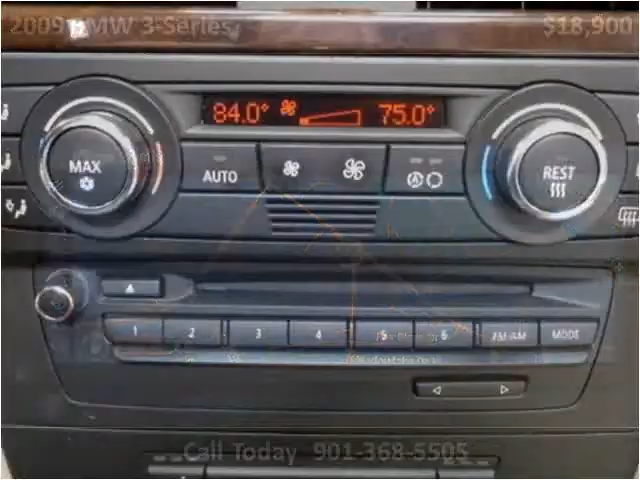 2009 BMW 3-Series $18,900
84.0° 75.0°
MAX AUTO REST
1 2 3 4 5 6 FM/AM MODE
Call Today 901-368-5505